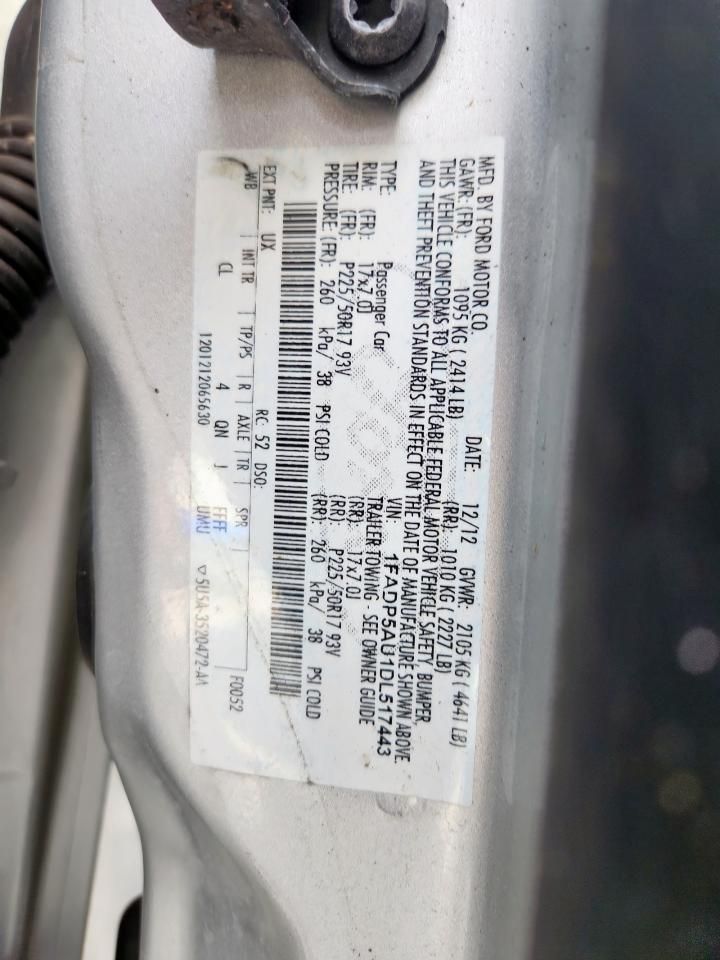 MFD. BY FORD MOTOR CO. DATE: 12/12 GVWR: 2105 KG ( 4641 LB)
GAWR: (FR): 1095 KG ( 2414 LB) (RR): 1010 KG ( 2227 LB)
THIS VEHICLE CONFORMS TO ALL APPLICABLE FEDERAL MOTOR VEHICLE SAFETY, BUMPER,
AND THEFT PREVENTION STANDARDS IN EFFECT ON THE DATE OF MANUFACTURE SHOWN ABOVE.
VIN: 1FADP5AU1DL517443
TYPE: Passenger Car TRAILER TOWING - SEE OWNER GUIDE
RIM: (FR): 17x7.0J (RR): 17x7.0J
TIRE: (FR): P225/50R17 93V (RR): P225/50R17 93V
PRESSURE: (FR): 260 kPa/ 38 PSI COLD (RR): 260 kPa/ 38 PSI COLD
EXT PNT: UX RC: 52 DSO: F0052
WB | INT TR | TP/PS | R | AXLE | TR | SPR
CL 4 QN J FFFF
1201212065630 UMU 5U5A-3520472-AA